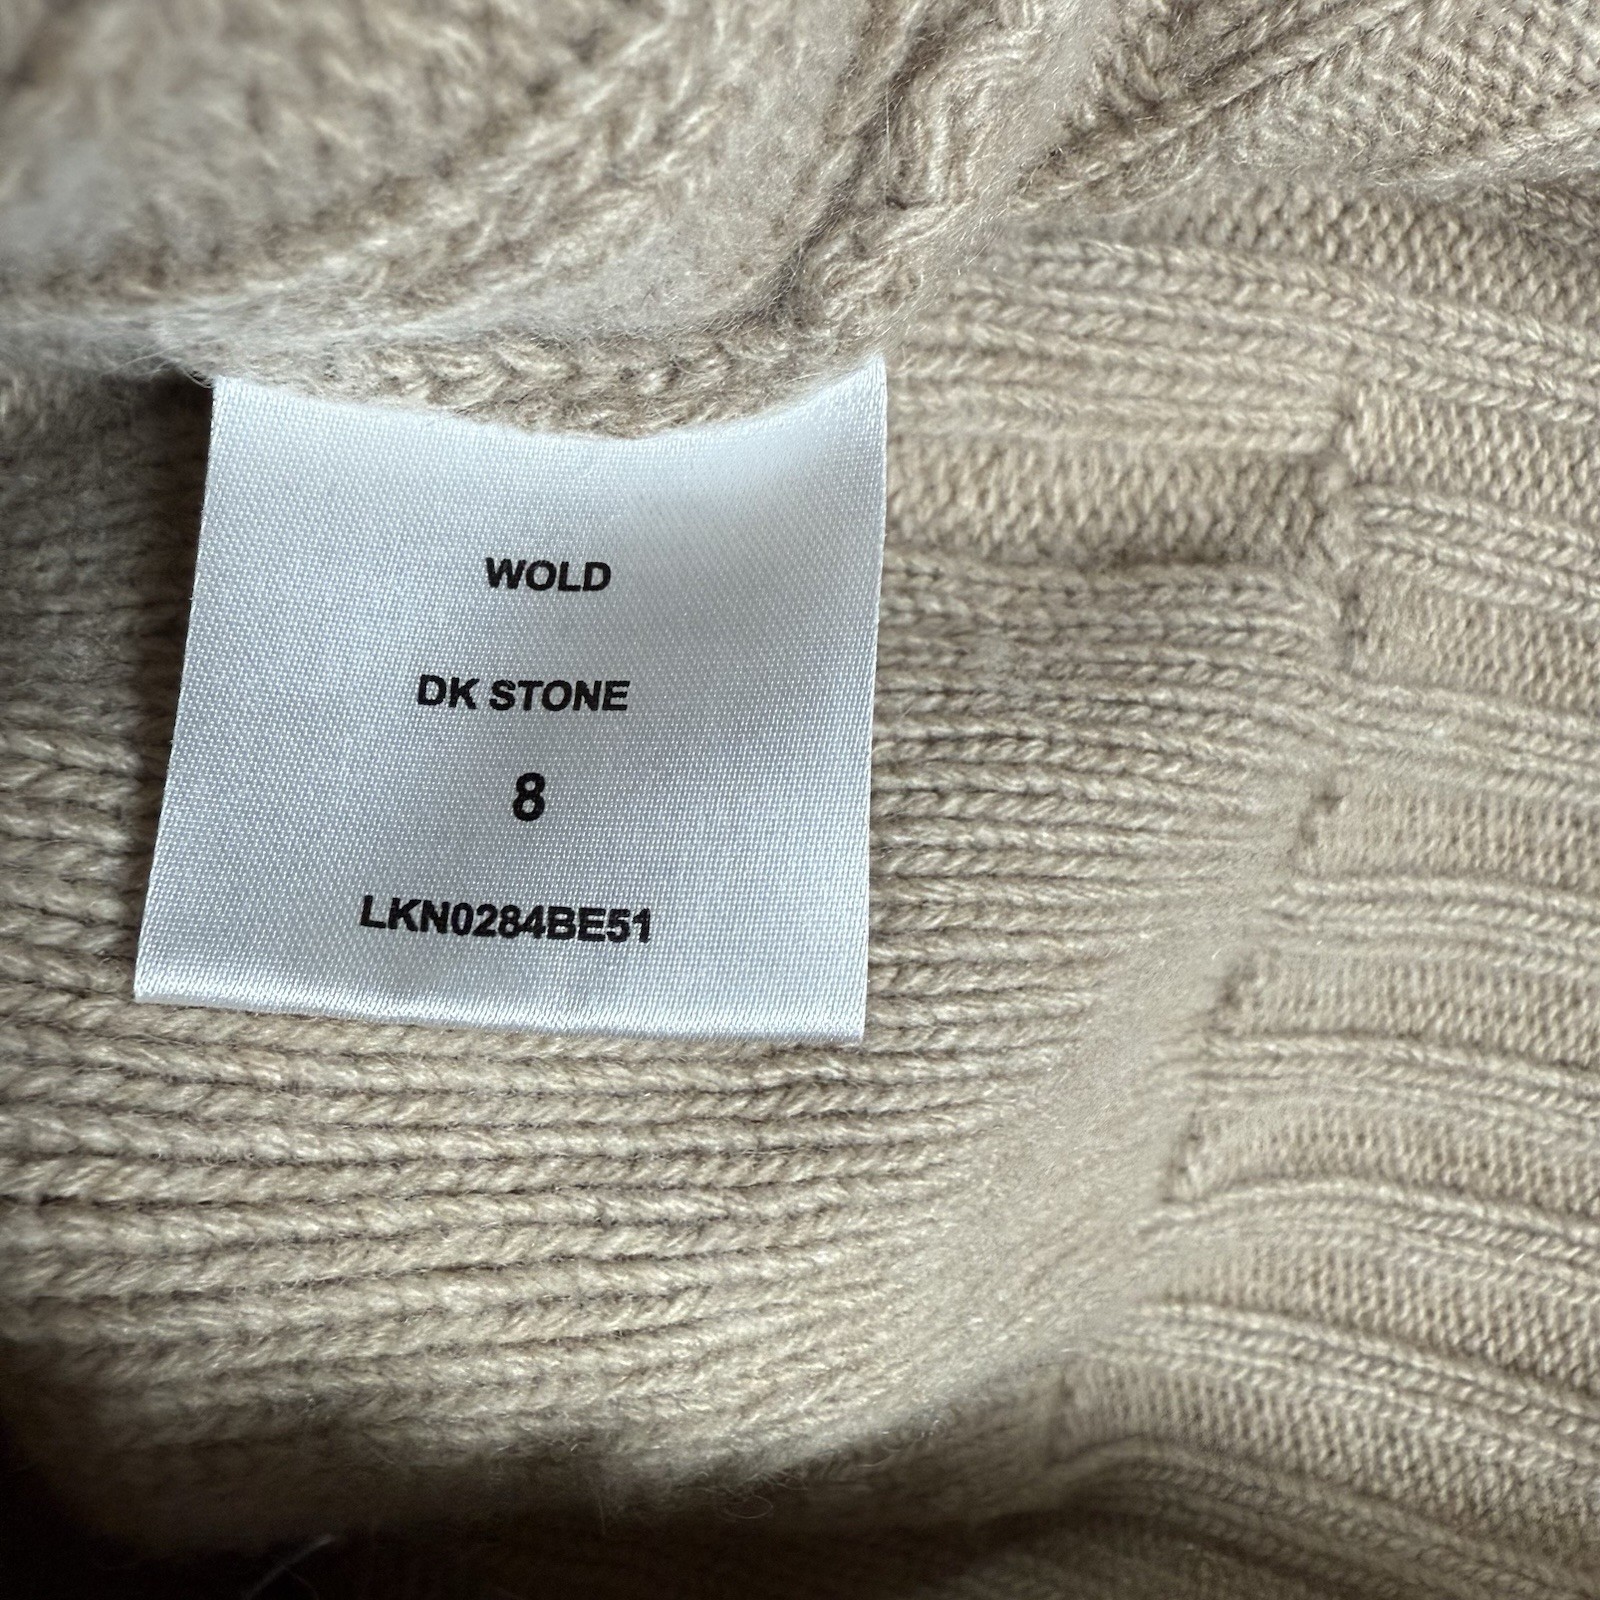 WOLD
DK STONE
8
LKN0284BE51